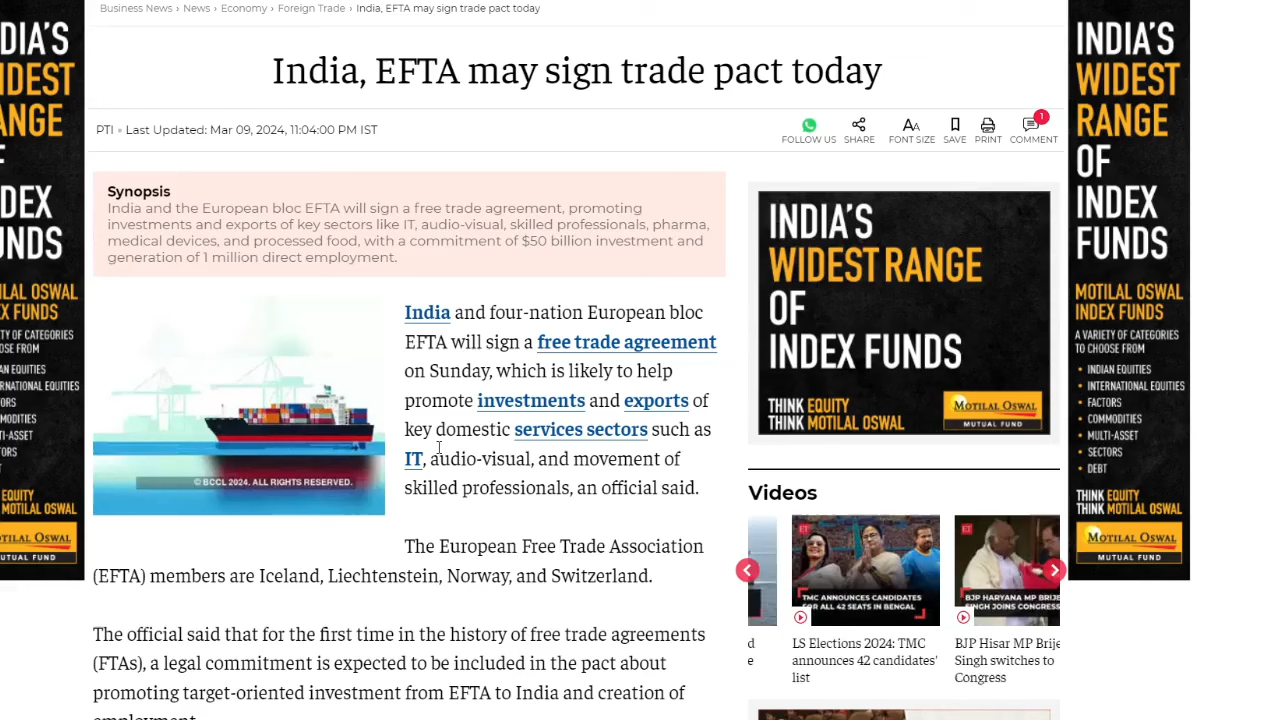 Business News › News › Economy › Foreign Trade › India, EFTA may sign trade pact today
India, EFTA may sign trade pact today
PTI • Last Updated: Mar 09, 2024, 11:04:00 PM IST
FOLLOW US
SHARE
FONT SIZE
SAVE
PRINT
1
COMMENT
Synopsis
India and the European bloc EFTA will sign a free trade agreement, promoting
investments and exports of key sectors like IT, audio-visual, skilled professionals, pharma,
medical devices, and processed food, with a commitment of $50 billion investment and
generation of 1 million direct employment.
India and four-nation European bloc
EFTA will sign a free trade agreement
on Sunday, which is likely to help
promote investments and exports of
key domestic services sectors such as
IT, audio-visual, and movement of
skilled professionals, an official said.
© BCCL 2024. ALL RIGHTS RESERVED.
The European Free Trade Association
(EFTA) members are Iceland, Liechtenstein, Norway, and Switzerland.
The official said that for the first time in the history of free trade agreements
(FTAs), a legal commitment is expected to be included in the pact about
promoting target-oriented investment from EFTA to India and creation of
employment
INDIA'S
WIDEST RANGE
OF
INDEX FUNDS
THINK EQUITY
THINK MOTILAL OSWAL
MOTILAL OSWAL
MUTUAL FUND
Videos
ET
TMC ANNOUNCES CANDIDATES
FOR ALL 42 SEATS IN BENGAL
LS Elections 2024: TMC
announces 42 candidates'
list
ET
BJP HARYANA MP BRIJE
SINGH JOINS CONGRESS
BJP Hisar MP Brije
Singh switches to
Congress
INDIA'S
WIDEST
RANGE
OF
INDEX
FUNDS
MOTILAL OSWAL
INDEX FUNDS
A VARIETY OF CATEGORIES
TO CHOOSE FROM
• INDIAN EQUITIES
• INTERNATIONAL EQUITIES
• FACTORS
• COMMODITIES
• MULTI-ASSET
• SECTORS
• DEBT
THINK EQUITY
THINK MOTILAL OSWAL
MOTILAL OSWAL
MUTUAL FUND